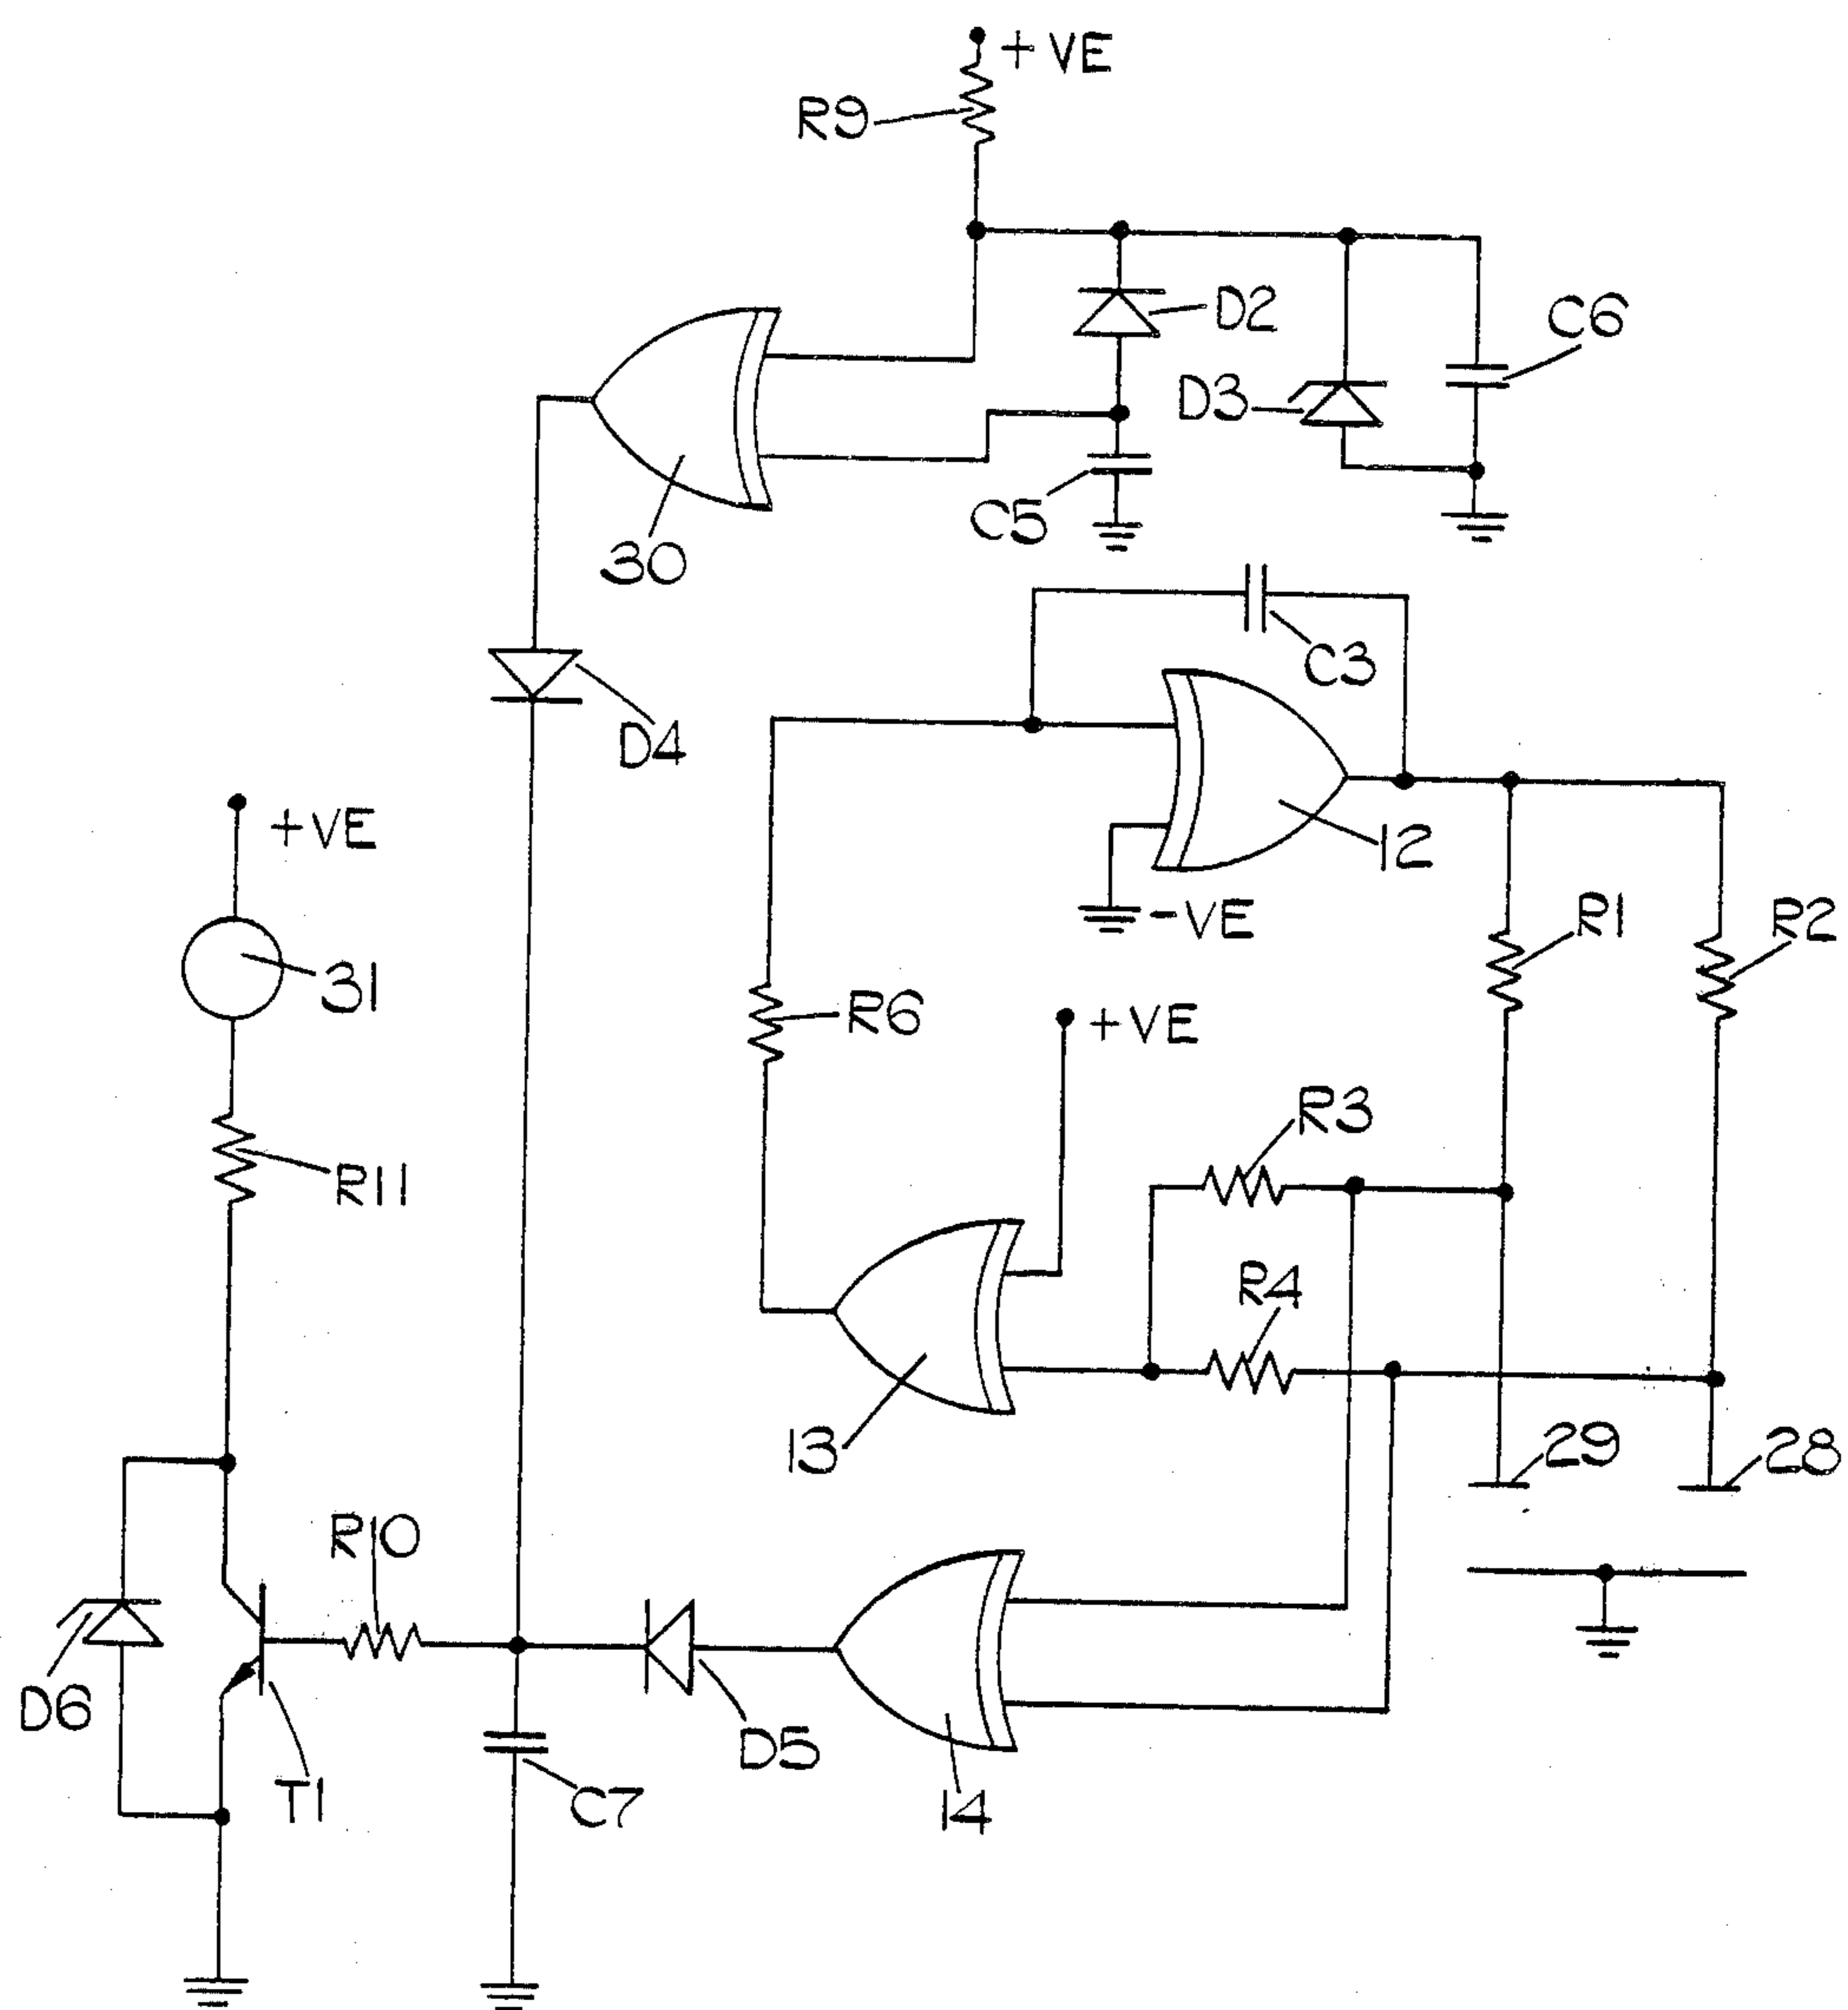 +VE
R9
D2
C6
D3
C5
30
C3
D4
+VE
12
-VE
R1
R2
31
R6
+VE
R3
R11
R4
13
29
28
R10
D6
D5
T1
C7
14